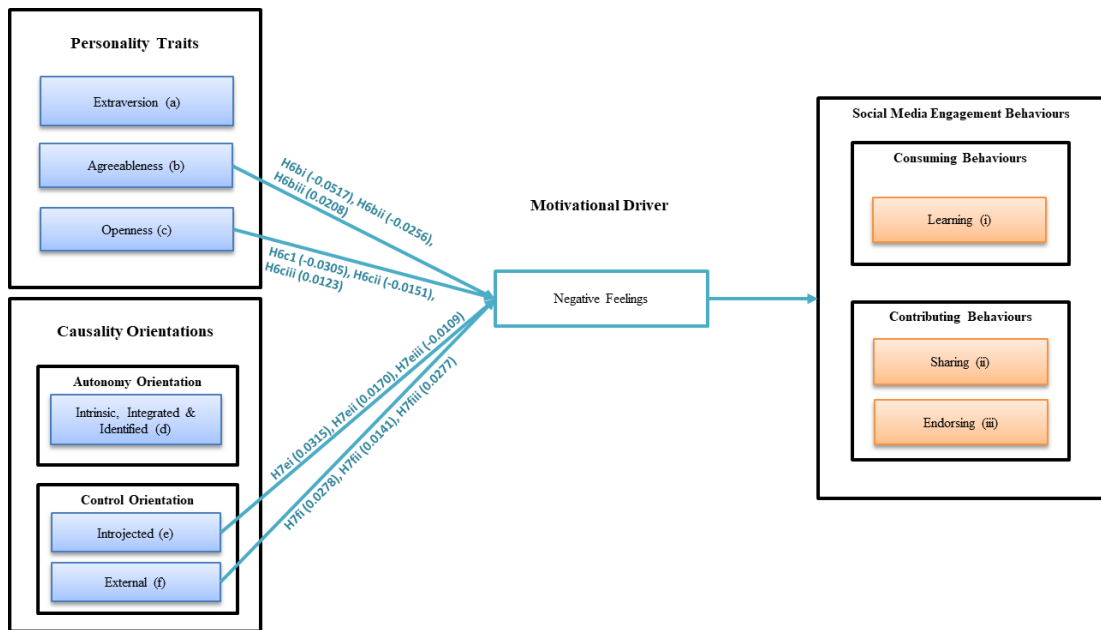 Personality Traits
Extraversion (a)
Agreeableness (b)
Openness (c)
H6bi (-0.0517), H6bii (-0.0256),
H6biii (0.0208)
H6c1 (-0.0305), H6cii (-0.0151),
H6ciii (0.0123)
Causality Orientations
Autonomy Orientation
Intrinsic, Integrated &
Identified (d)
Control Orientation
Introjected (e)
External (f)
H7ei (0.0315), H7eii (0.0170), H7eiii (-0.0109)
H7fi (0.0278), H7fii (0.0141), H7fiii (0.0277)
Motivational Driver
Negative Feelings
Social Media Engagement Behaviours
Consuming Behaviours
Learning (i)
Contributing Behaviours
Sharing (ii)
Endorsing (iii)